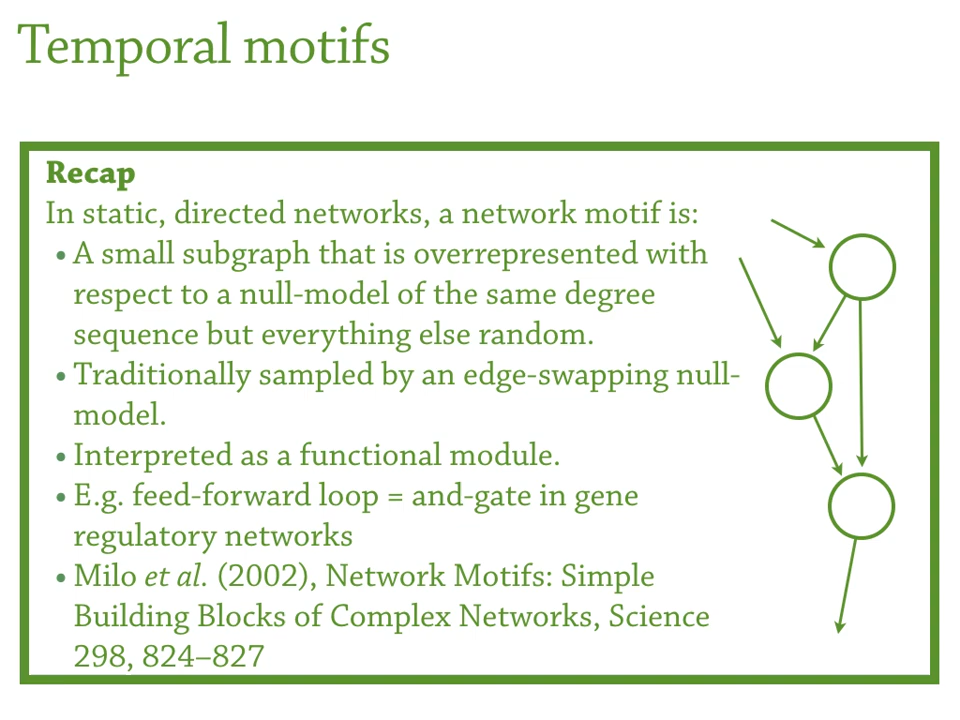 Temporal motifs
Recap
In static, directed networks, a network motif is:
• A small subgraph that is overrepresented with
respect to a null-model of the same degree
sequence but everything else random.
• Traditionally sampled by an edge-swapping null-
model.
• Interpreted as a functional module.
• E.g. feed-forward loop = and-gate in gene
regulatory networks
• Milo et al. (2002), Network Motifs: Simple
Building Blocks of Complex Networks, Science
298, 824–827